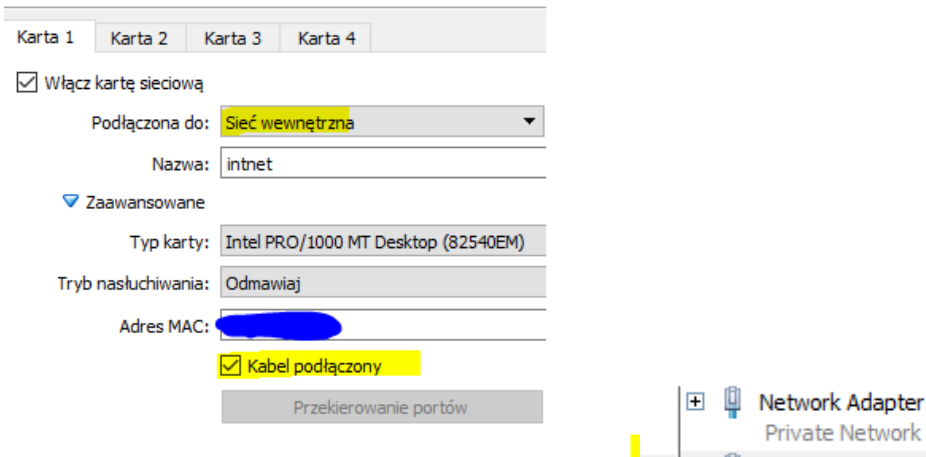 Karta 1 Karta 2 Karta 3 Karta 4
Włącz kartę sieciową
Podłączona do: Sieć wewnętrzna
Nazwa: intnet
Zaawansowane
Typ karty: Intel PRO/1000 MT Desktop (82540EM)
Tryb nasłuchiwania: Odmawiaj
Adres MAC:
Kabel podłączony
Przekierowanie portów
Network Adapter
Private Network